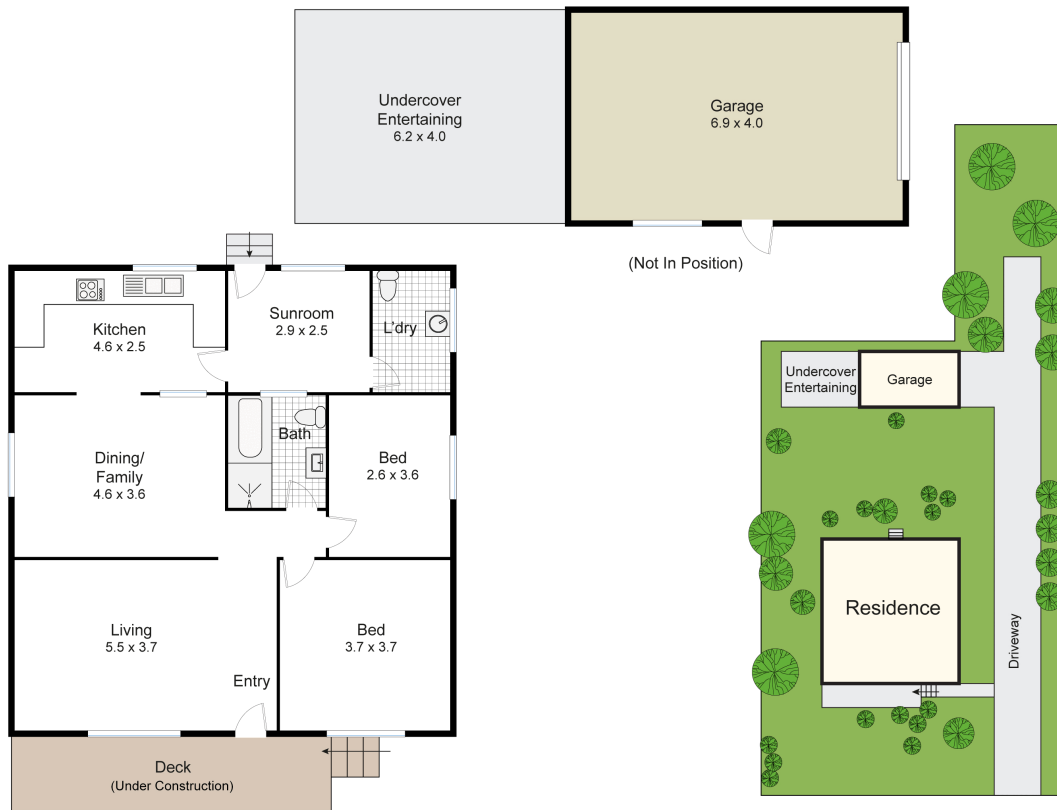 Undercover
Entertaining
6.2 x 4.0
Garage
6.9 x 4.0
(Not In Position)
Kitchen
4.6 x 2.5
Sunroom
2.9 x 2.5
L'dry
Dining/
Family
4.6 x 3.6
Bath
Bed
2.6 x 3.6
Living
5.5 x 3.7
Entry
Bed
3.7 x 3.7
Deck
(Under Construction)
Undercover
Entertaining
Garage
Residence
Driveway